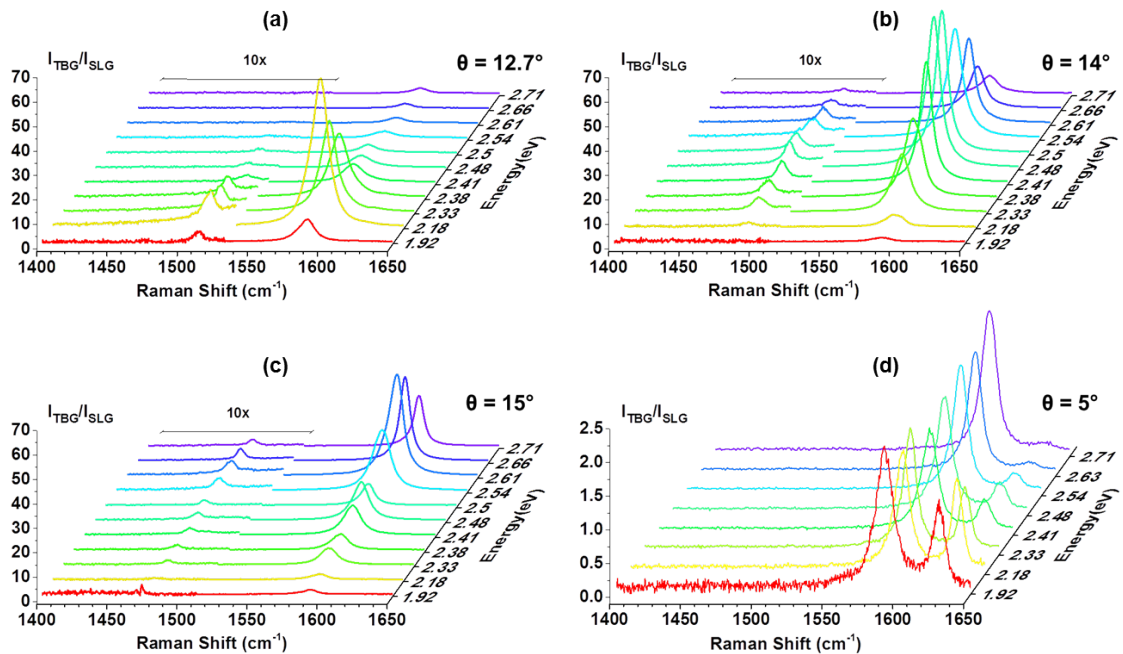 (a)
I_TBG/I_SLG
10x
θ = 12.7°
70
60
50
40
30
20
10
0
1400 1450 1500 1550 1600 1650
Raman Shift (cm⁻¹)
2.71
2.66
2.61
2.54
2.5
2.48
2.41
2.38
2.33
2.18
1.92
Energy(eV)
(b)
I_TBG/I_SLG
10x
θ = 14°
70
60
50
40
30
20
10
0
1400 1450 1500 1550 1600 1650
Raman Shift (cm⁻¹)
2.71
2.66
2.61
2.54
2.5
2.48
2.41
2.38
2.33
2.18
1.92
Energy(eV)
(c)
I_TBG/I_SLG
10x
θ = 15°
70
60
50
40
30
20
10
0
1400 1450 1500 1550 1600 1650
Raman Shift (cm⁻¹)
2.71
2.66
2.61
2.54
2.5
2.48
2.41
2.38
2.33
2.18
1.92
Energy(eV)
(d)
I_TBG/I_SLG
θ = 5°
2.5
2.0
1.5
1.0
0.5
0.0
1400 1450 1500 1550 1600 1650
Raman Shift (cm⁻¹)
2.71
2.63
2.54
2.48
2.41
2.33
2.18
1.92
Energy(eV)